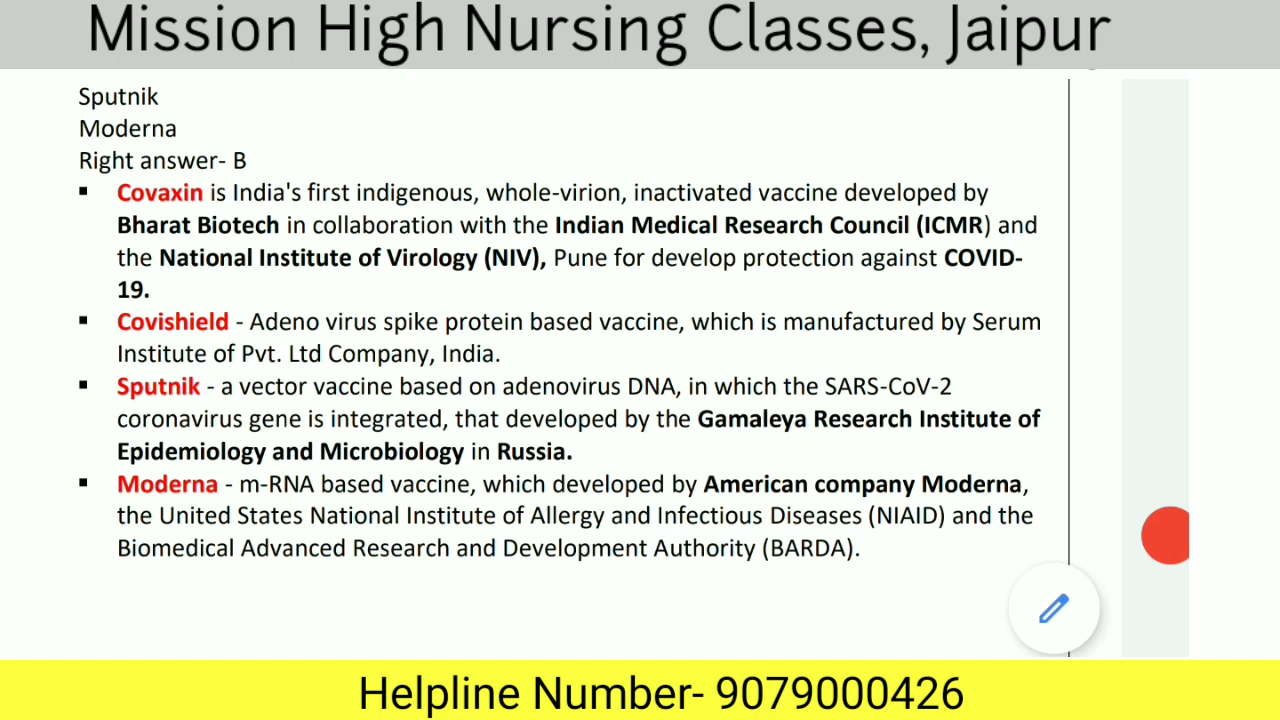 Mission High Nursing Classes, Jaipur
Sputnik
Moderna
Right answer- B
▪ Covaxin is India's first indigenous, whole-virion, inactivated vaccine developed by
Bharat Biotech in collaboration with the Indian Medical Research Council (ICMR) and
the National Institute of Virology (NIV), Pune for develop protection against COVID-
19.
▪ Covishield - Adeno virus spike protein based vaccine, which is manufactured by Serum
Institute of Pvt. Ltd Company, India.
▪ Sputnik - a vector vaccine based on adenovirus DNA, in which the SARS-CoV-2
coronavirus gene is integrated, that developed by the Gamaleya Research Institute of
Epidemiology and Microbiology in Russia.
▪ Moderna - m-RNA based vaccine, which developed by American company Moderna,
the United States National Institute of Allergy and Infectious Diseases (NIAID) and the
Biomedical Advanced Research and Development Authority (BARDA).
Helpline Number- 9079000426